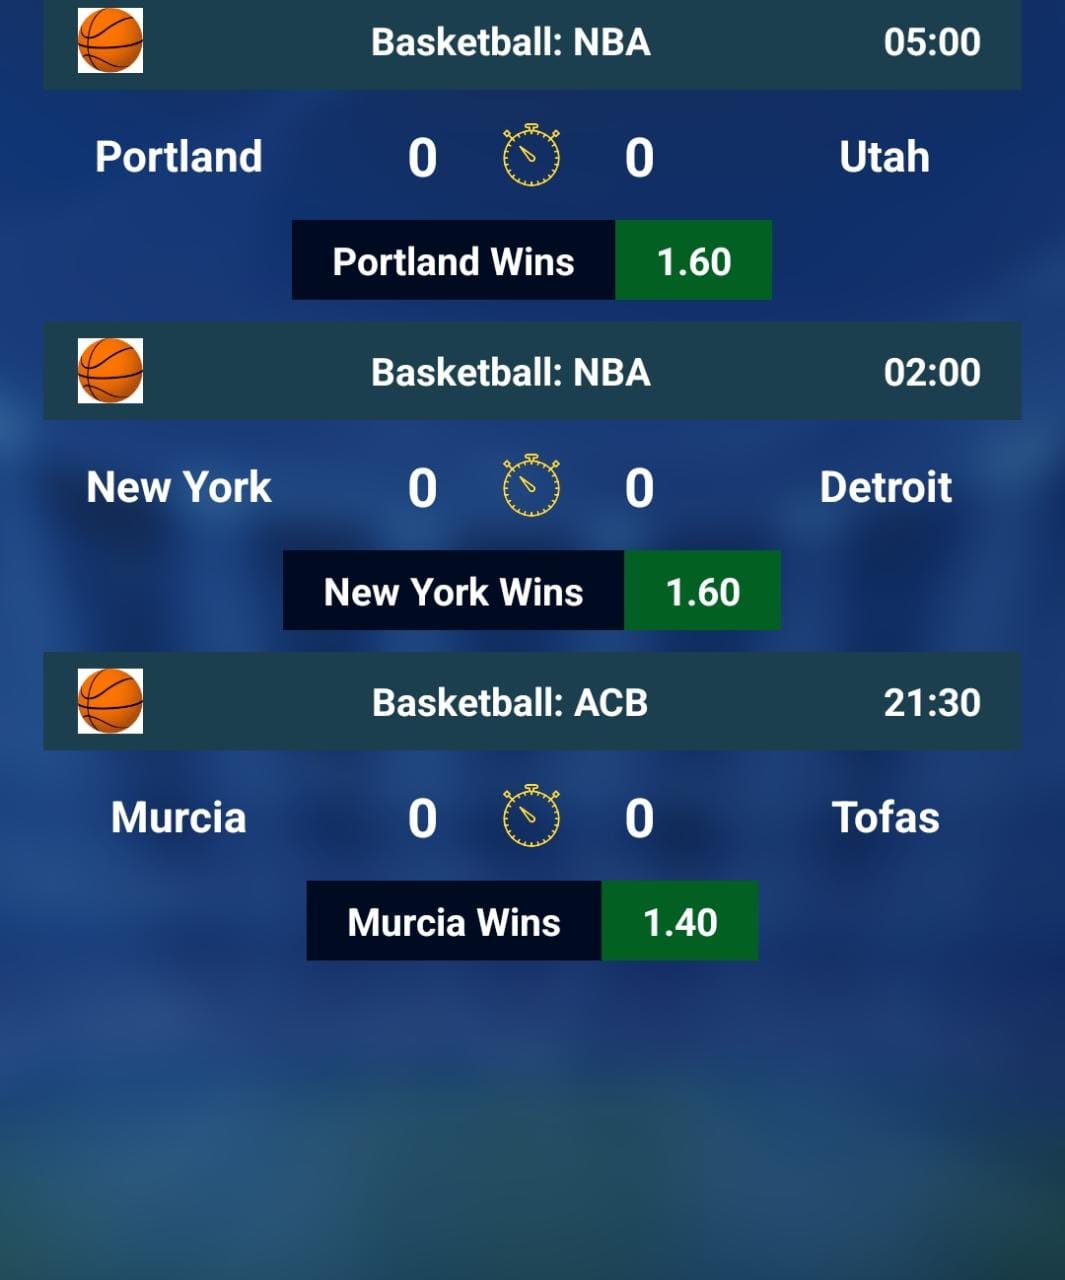 Basketball: NBA 05:00
Portland 0 0 Utah
Portland Wins 1.60
Basketball: NBA 02:00
New York 0 0 Detroit
New York Wins 1.60
Basketball: ACB 21:30
Murcia 0 0 Tofas
Murcia Wins 1.40